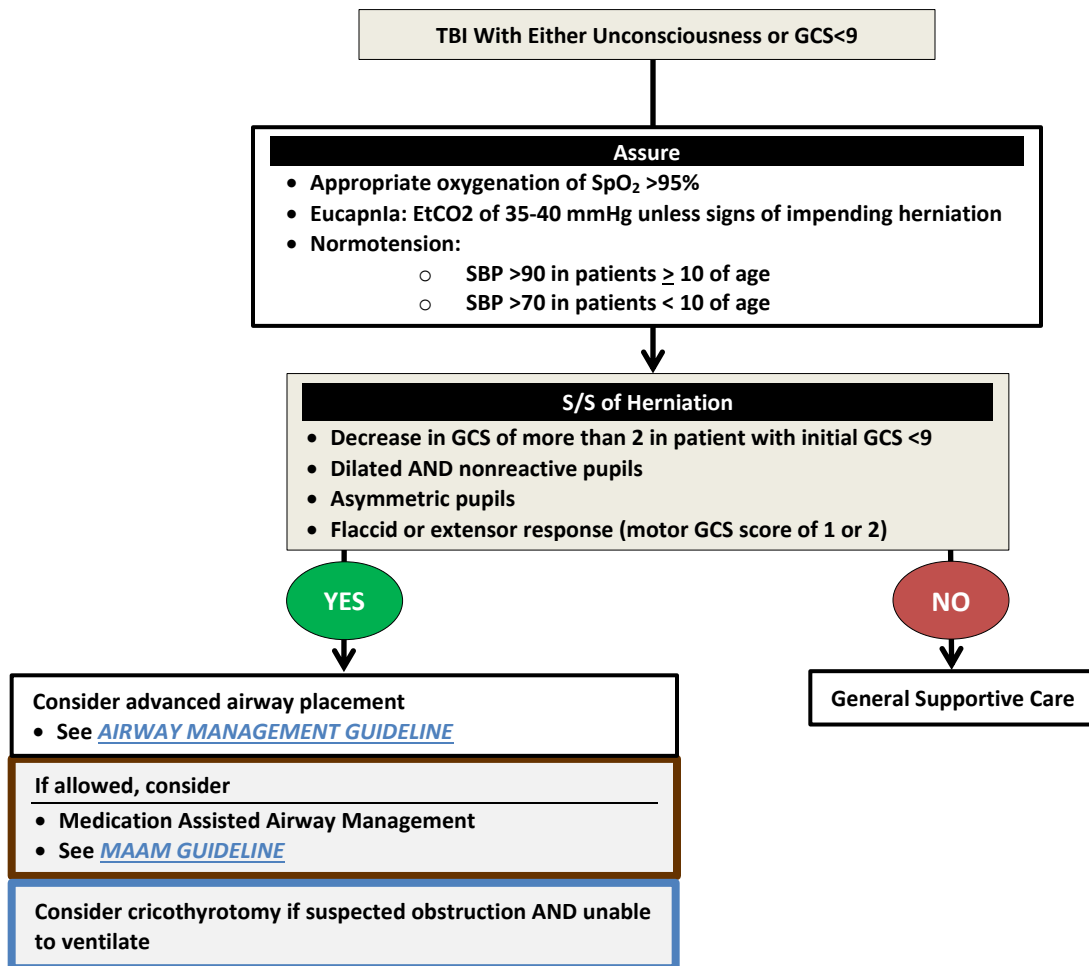 TBI With Either Unconsciousness or GCS<9
Assure
• Appropriate oxygenation of SpO₂ >95%
• EucapnIa: EtCO2 of 35-40 mmHg unless signs of impending herniation
• Normotension:
o SBP >90 in patients ≥ 10 of age
o SBP >70 in patients < 10 of age
S/S of Herniation
• Decrease in GCS of more than 2 in patient with initial GCS <9
• Dilated AND nonreactive pupils
• Asymmetric pupils
• Flaccid or extensor response (motor GCS score of 1 or 2)
YES
NO
Consider advanced airway placement
• See AIRWAY MANAGEMENT GUIDELINE
General Supportive Care
If allowed, consider
• Medication Assisted Airway Management
• See MAAM GUIDELINE
Consider cricothyrotomy if suspected obstruction AND unable
to ventilate